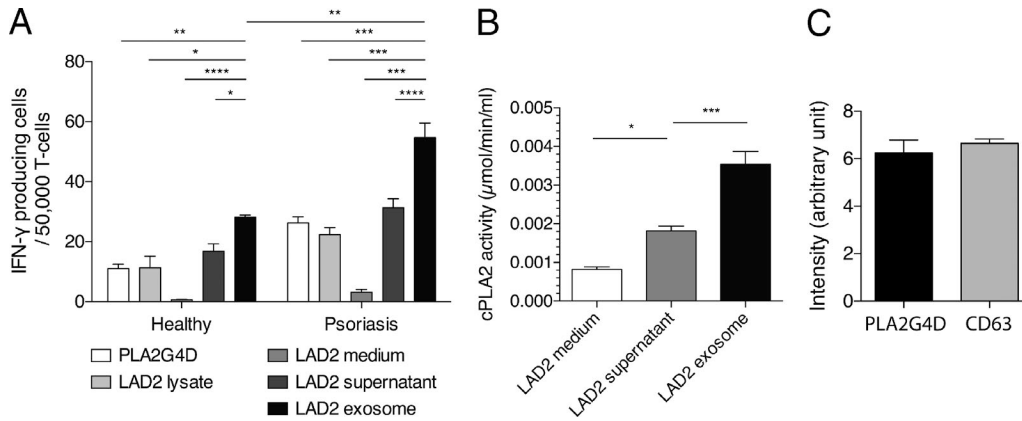 A
IFN-γ producing cells
/ 50,000 T-cells
80
60
40
20
0
**
**
***
*
***
****
***
*
****
Healthy
Psoriasis
PLA2G4D
LAD2 lysate
LAD2 medium
LAD2 supernatant
LAD2 exosome
B
cPLA2 activity (µmol/min/ml)
0.005
0.004
0.003
0.002
0.001
0.000
*
***
LAD2 medium
LAD2 supernatant
LAD2 exosome
C
Intensity (arbitrary unit)
8
6
4
2
0
PLA2G4D
CD63